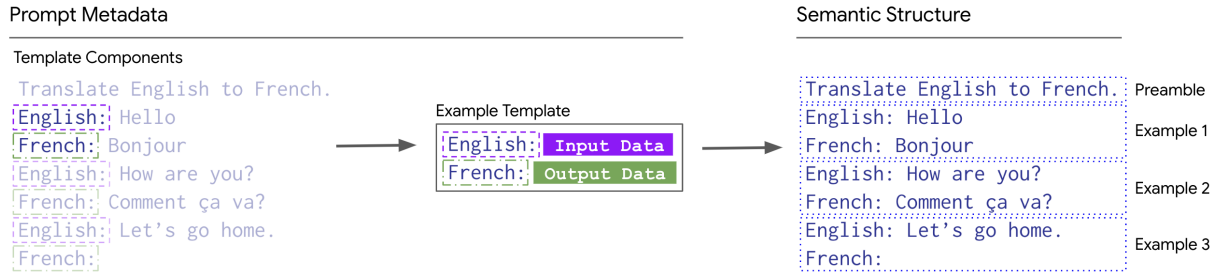 Prompt Metadata
Template Components
Translate English to French.
English: Hello
French: Bonjour
English: How are you?
French: Comment ça va?
English: Let's go home.
French:
Example Template
English: Input Data
French: Output Data
Semantic Structure
Translate English to French. Preamble
English: Hello
Example 1
French: Bonjour
English: How are you?
Example 2
French: Comment ça va?
English: Let's go home.
Example 3
French: